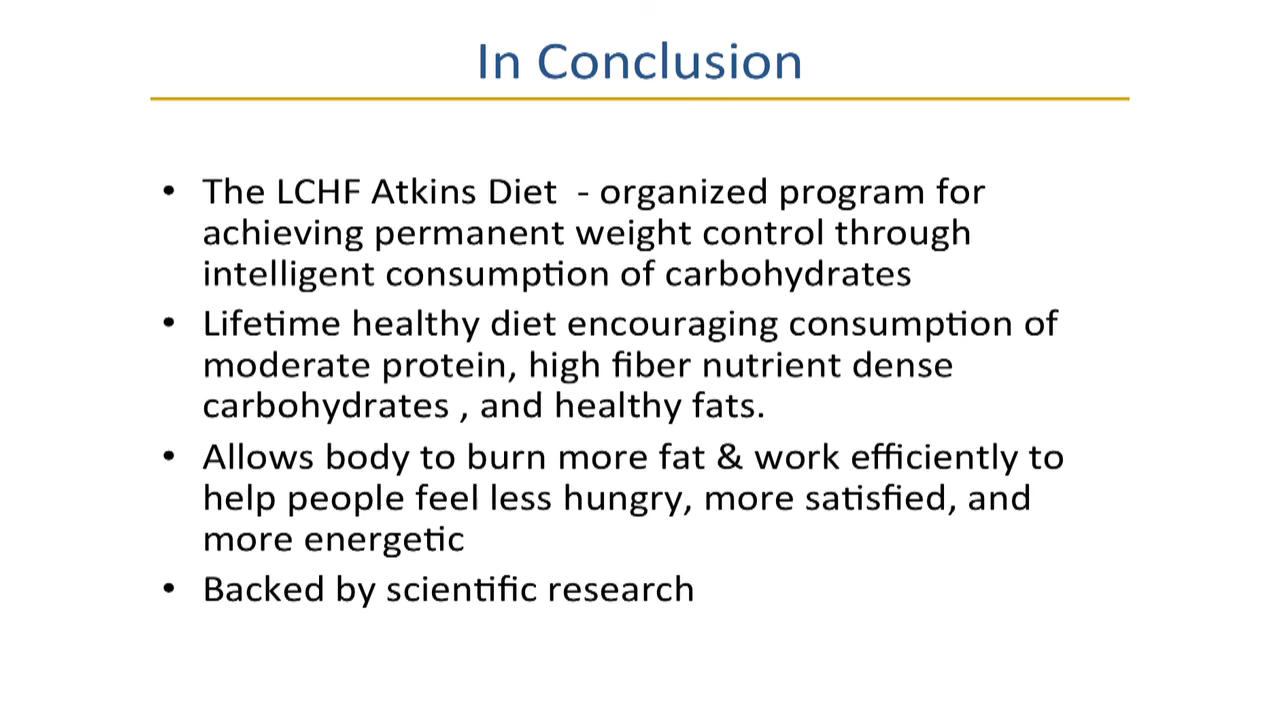 In Conclusion
• The LCHF Atkins Diet - organized program for
achieving permanent weight control through
intelligent consumption of carbohydrates
• Lifetime healthy diet encouraging consumption of
moderate protein, high fiber nutrient dense
carbohydrates , and healthy fats.
• Allows body to burn more fat & work efficiently to
help people feel less hungry, more satisfied, and
more energetic
• Backed by scientific research